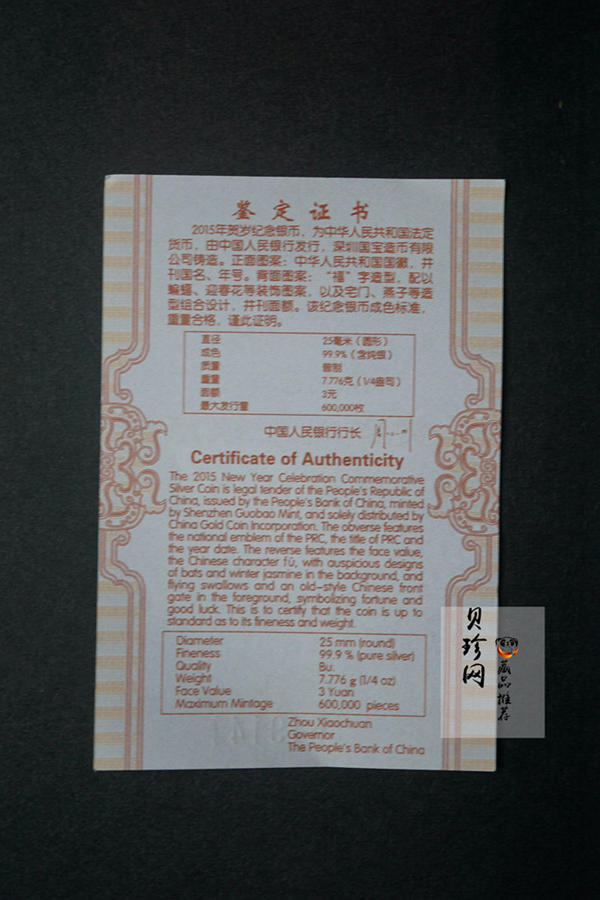 鉴定证书
2015年贺岁纪念银币，为中华人民共和国法定
货币，由中国人民银行发行，深圳国宝造币有限
公司铸造。正面图案：中华人民共和国国徽，并
刊国名、年号。背面图案：“福”字造型，配以
蝙蝠、迎春花等装饰图案，以及宅门、燕子等造
型组合设计，并刊面额。该纪念银币成色标准，
重量合格，谨此证明。
直径 25毫米（圆形）
成色 99.9%（含纯银）
质量 普制
重量 7.776克（1/4盎司）
面额 3元
最大发行量 600,000枚
中国人民银行行长
Certificate of Authenticity
The 2015 New Year Celebration Commemorative
Silver Coin is legal tender of the People's Republic of
China, issued by the People's Bank of China, minted
by Shenzhen Guobao Mint, and solely distributed by
China Gold Coin Incorporation. The obverse features
the national emblem of the PRC, the title of PRC and
the year date. The reverse features the face value,
the Chinese character fú, with auspicious designs
of bats and winter jasmine in the background, and
flying swallows and an old-style Chinese front
gate in the foreground, symbolizing fortune and
good luck. This is to certify that the coin is up to
standard as to its fineness and weight.
Diameter 25 mm (round)
Fineness 99.9 % (pure silver)
Quality Bu.
Weight 7.776 g (1/4 oz)
Face Value 3 Yuan
Maximum Mintage 600,000 pieces
Zhou Xiaochuan
Governor
The People's Bank of China
贝珍网
藏品推荐